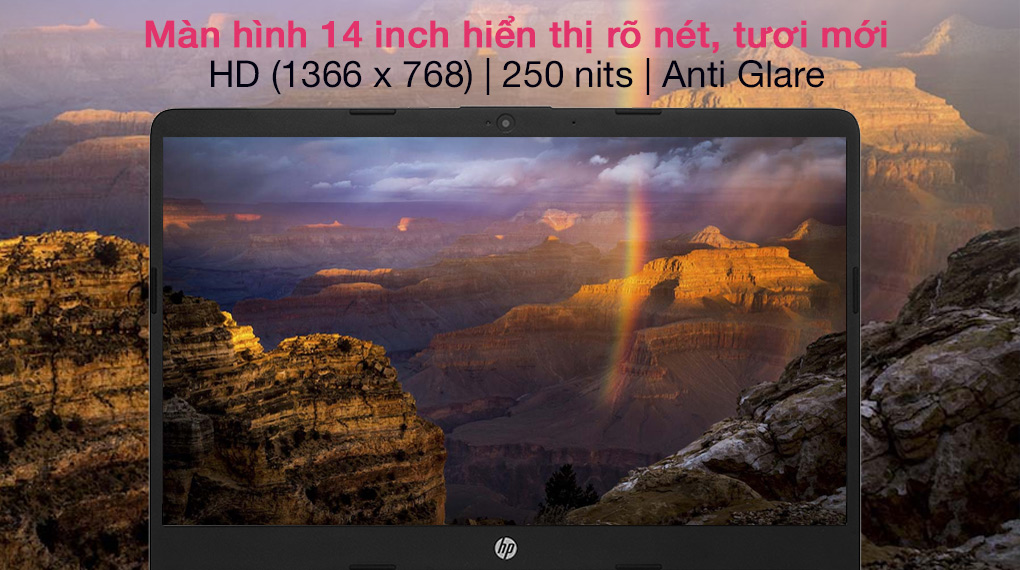 Màn hình 14 inch hiển thị rõ nét, tươi mới
HD (1366 x 768) | 250 nits | Anti Glare
hp